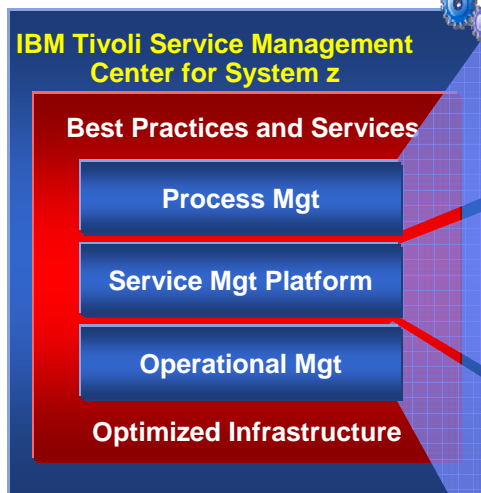 IBM Tivoli Service Management
Center for System z
Best Practices and Services
Process Mgt
Service Mgt Platform
Operational Mgt
Optimized Infrastructure